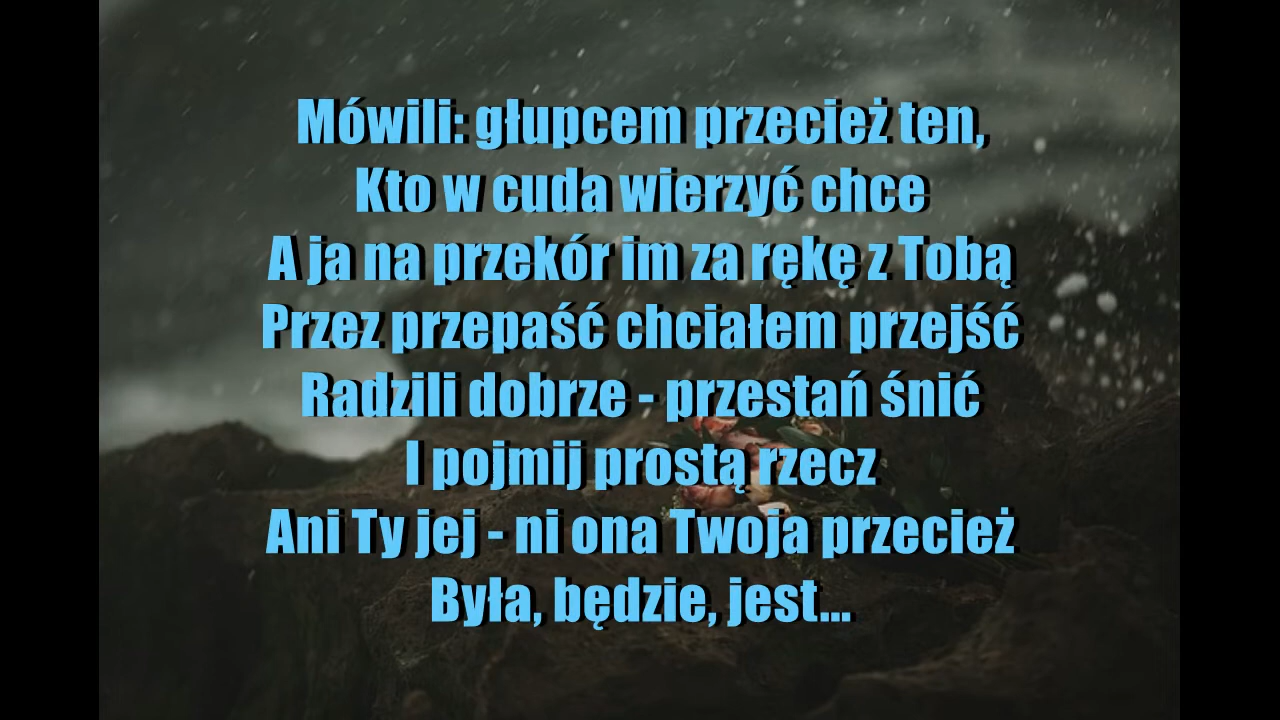 Mówili: głupcem przecież ten,
Kto w cuda wierzyć chce
A ja na przekór im za rękę z Tobą
Przez przepaść chciałem przejść
Radzili dobrze - przestań śnić
I pojmij prostą rzecz
Ani Ty jej - ni ona Twoja przecież
Była, będzie, jest...